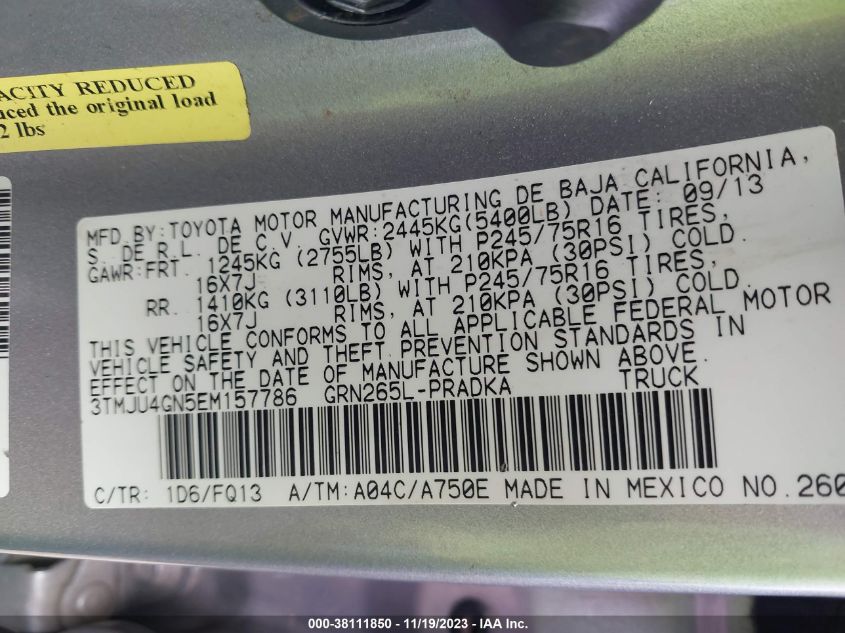 ACITY REDUCED
uced the original load
2 lbs
MFD BY:TOYOTA MOTOR MANUFACTURING DE BAJA CALIFORNIA,
S. DE R.L. DE C.V. GVWR:2445KG(5400LB) DATE: 09/13
GAWR:FRT. 1245KG (2755LB) WITH P245/75R16 TIRES,
16X7J RIMS, AT 210KPA (30PSI) COLD.
RR. 1410KG (3110LB) WITH P245/75R16 TIRES,
16X7J RIMS, AT 210KPA (30PSI) COLD.
THIS VEHICLE CONFORMS TO ALL APPLICABLE FEDERAL MOTOR
VEHICLE SAFETY AND THEFT PREVENTION STANDARDS IN
EFFECT ON THE DATE OF MANUFACTURE SHOWN ABOVE.
3TMJU4GN5EM157786 GRN265L-PRADKA TRUCK
C/TR: 1D6/FQ13 A/TM:A04C/A750E MADE IN MEXICO NO.260
000-38111850 - 11/19/2023 - IAA Inc.